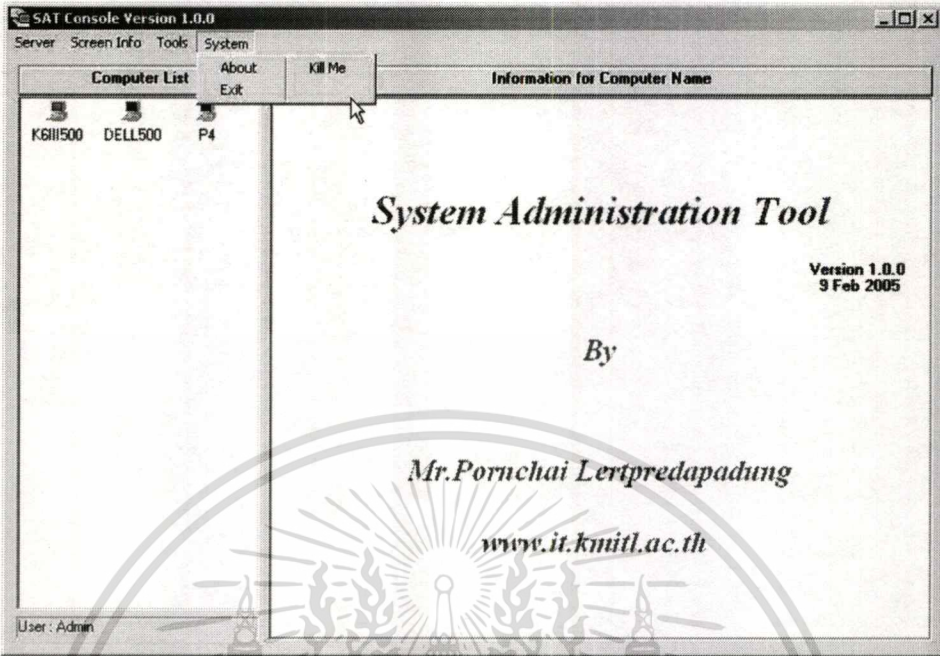 SAT Console Version 1.0.0
Server Screen Info Tools System
About Kill Me
Exit
Computer List
Information for Computer Name
K6III500 DELL500 P4
System Administration Tool
Version 1.0.0
9 Feb 2005
By
Mr.Pornchai Lertpredapadung
www.it.kmitl.ac.th
User : Admin